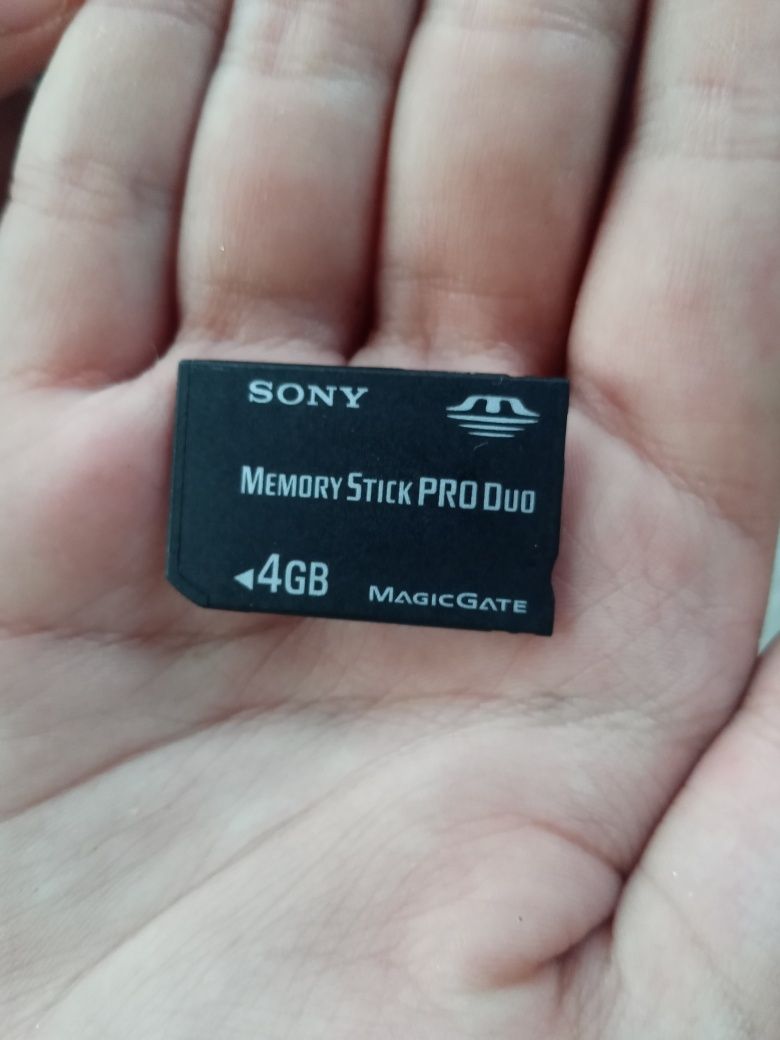 SONY
MEMORY STICK PRO DUO
◄4GB MAGICGATE